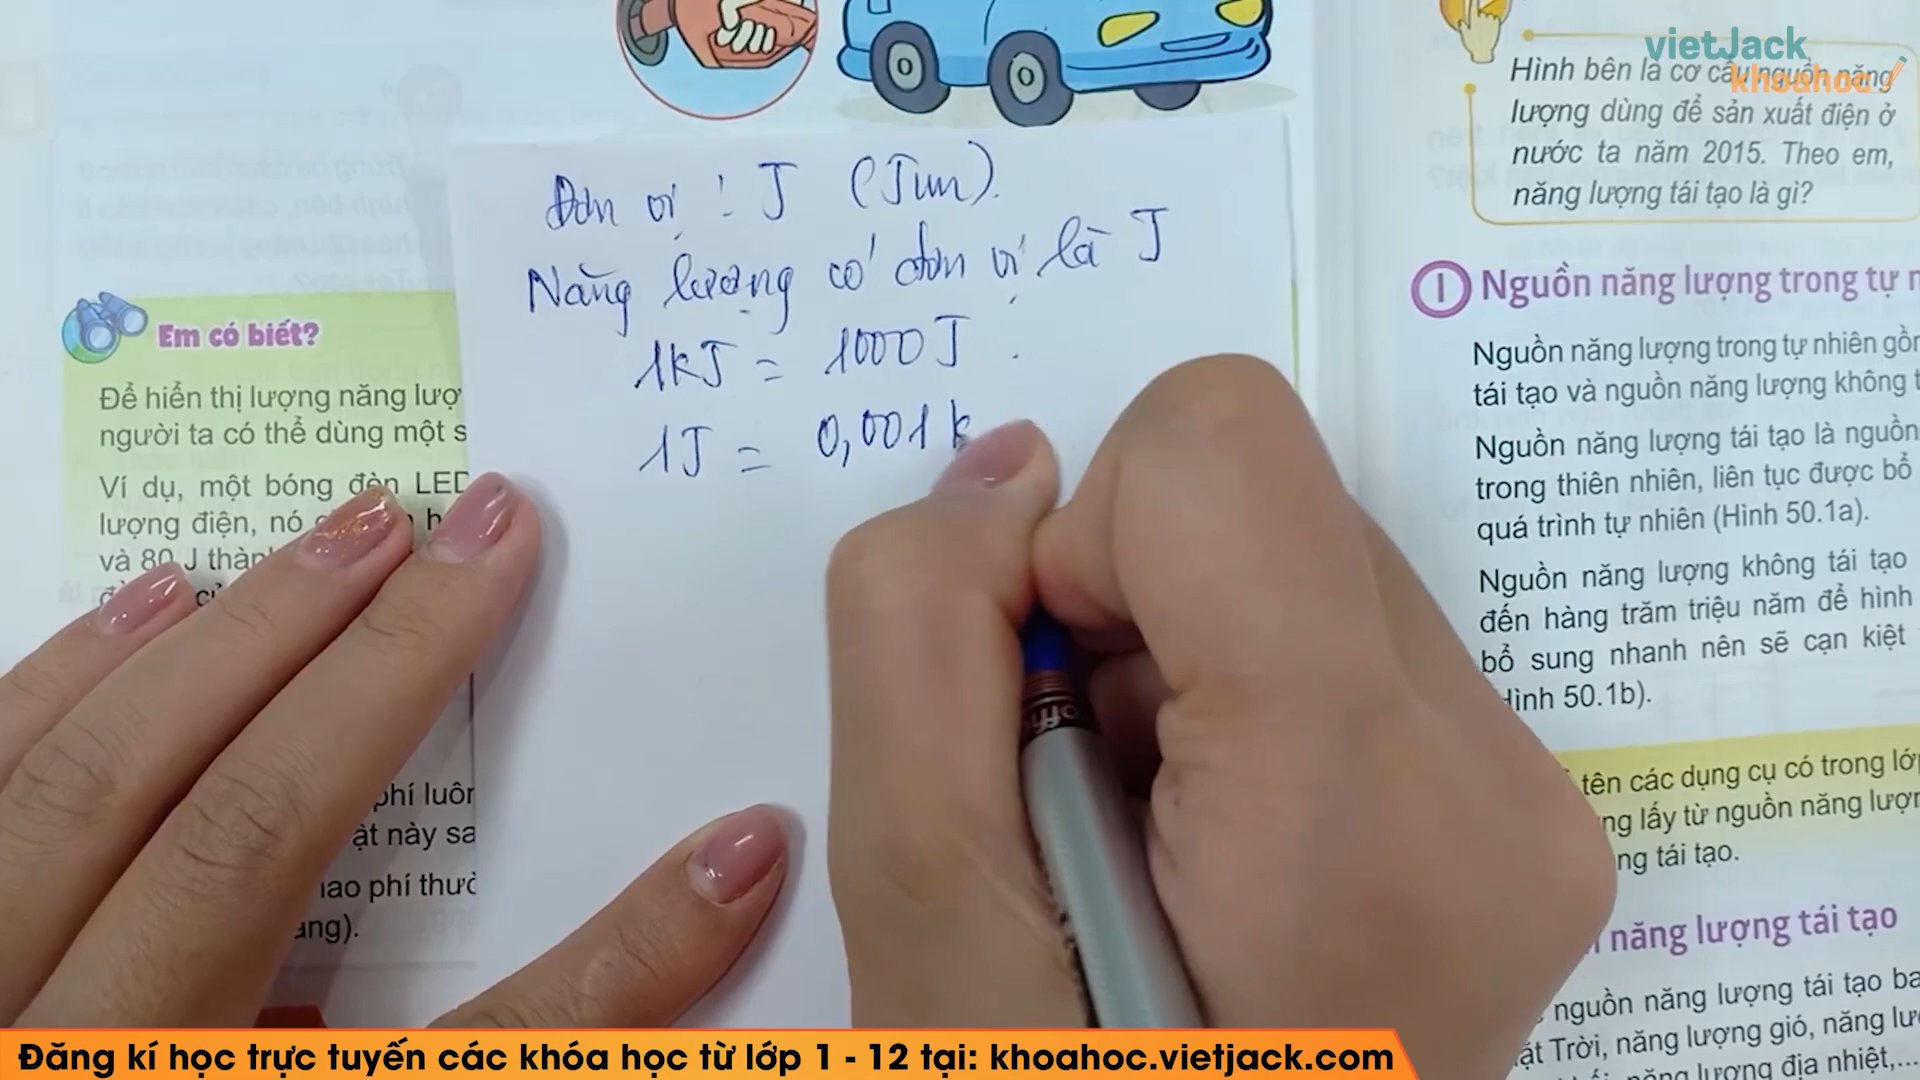 vietJack
khoahoc
Hình bên là cơ cấu nguồn năng
lượng dùng để sản xuất điện ở
nước ta năm 2015. Theo em,
năng lượng tái tạo là gì?
Đơn vị : J (Jun).
Năng lượng có đơn vị là J
1kJ = 1000J
1J = 0,001k
Em có biết?
Để hiển thị lượng năng lượ
người ta có thể dùng một s
Ví dụ, một bóng đèn LED
lượng điện, nó
và 80 J thàn
phí luôn
ật này sa
hao phí thườ
ang).
I Nguồn năng lượng trong tự n
Nguồn năng lượng trong tự nhiên gồm
tái tạo và nguồn năng lượng không t
Nguồn năng lượng tái tạo là nguồn
trong thiên nhiên, liên tục được bổ
quá trình tự nhiên (Hình 50.1a).
Nguồn năng lượng không tái tạo
đến hàng trăm triệu năm để hình
bổ sung nhanh nên sẽ cạn kiệt
Hình 50.1b).
tên các dụng cụ có trong lớp
ng lấy từ nguồn năng lượn
ng tái tạo.
năng lượng tái tạo
nguồn năng lượng tái tạo ba
ặt Trời, năng lượng gió, năng lượ
năng lượng địa nhiệt,...
Đăng kí học trực tuyến các khóa học từ lớp 1 - 12 tại: khoahoc.vietjack.com